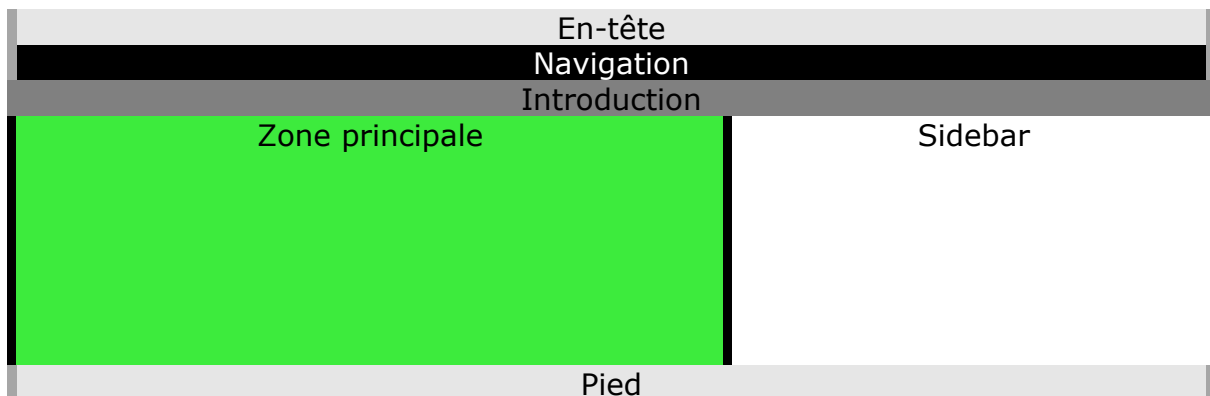 En-tête
Navigation
Introduction
Zone principale
Sidebar
Pied